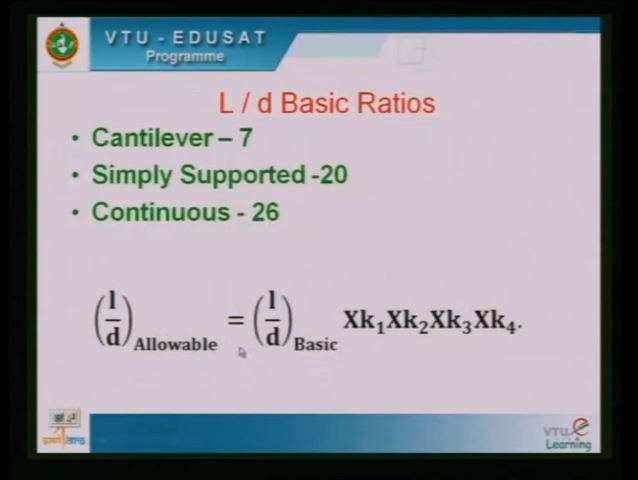 VTU - EDUSAT
Programme
L / d Basic Ratios
• Cantilever – 7
• Simply Supported -20
• Continuous - 26
(l/d)Allowable = (l/d)Basic Xk₁Xk₂Xk₃Xk₄.
VTU e
Learning